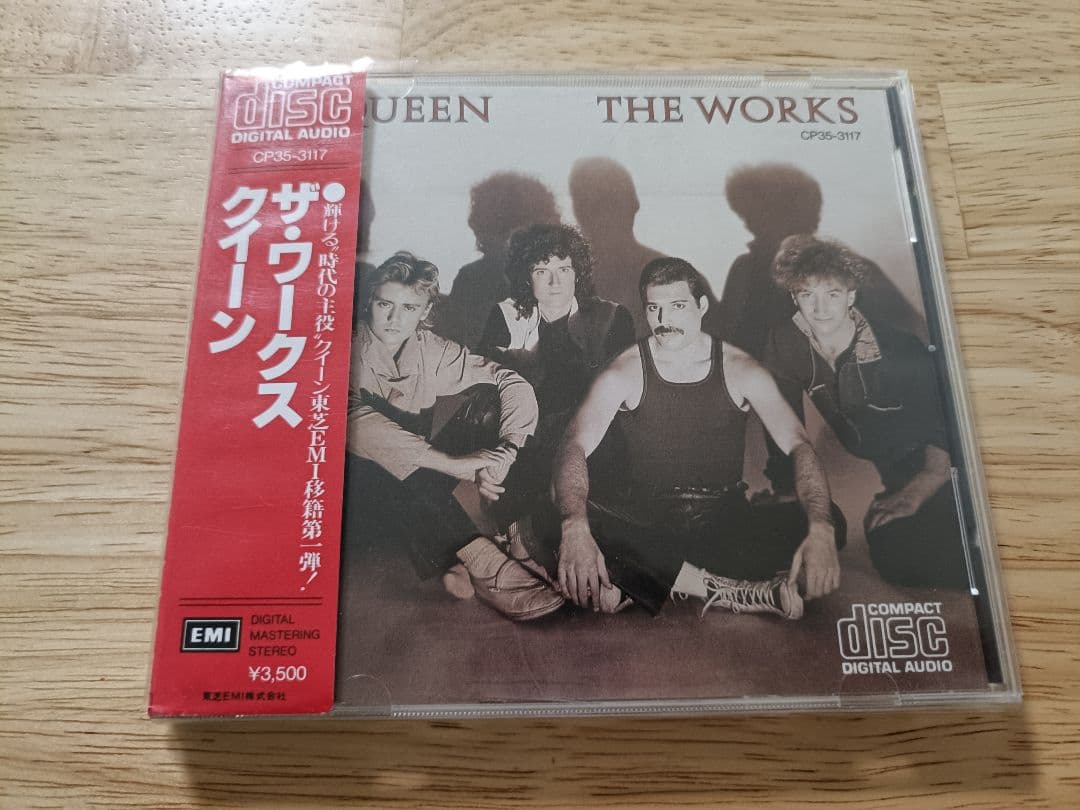 COMPACT
disc
DIGITAL AUDIO
CP35-3117
●輝ける"時代の主役"クイーン東芝EMI移籍第一弾!
ザ・ワークス
クイーン
EMI
DIGITAL
MASTERING
STEREO
¥3,500
東芝EMI株式会社
QUEEN THE WORKS
CP35-3117
COMPACT
disc
DIGITAL AUDIO